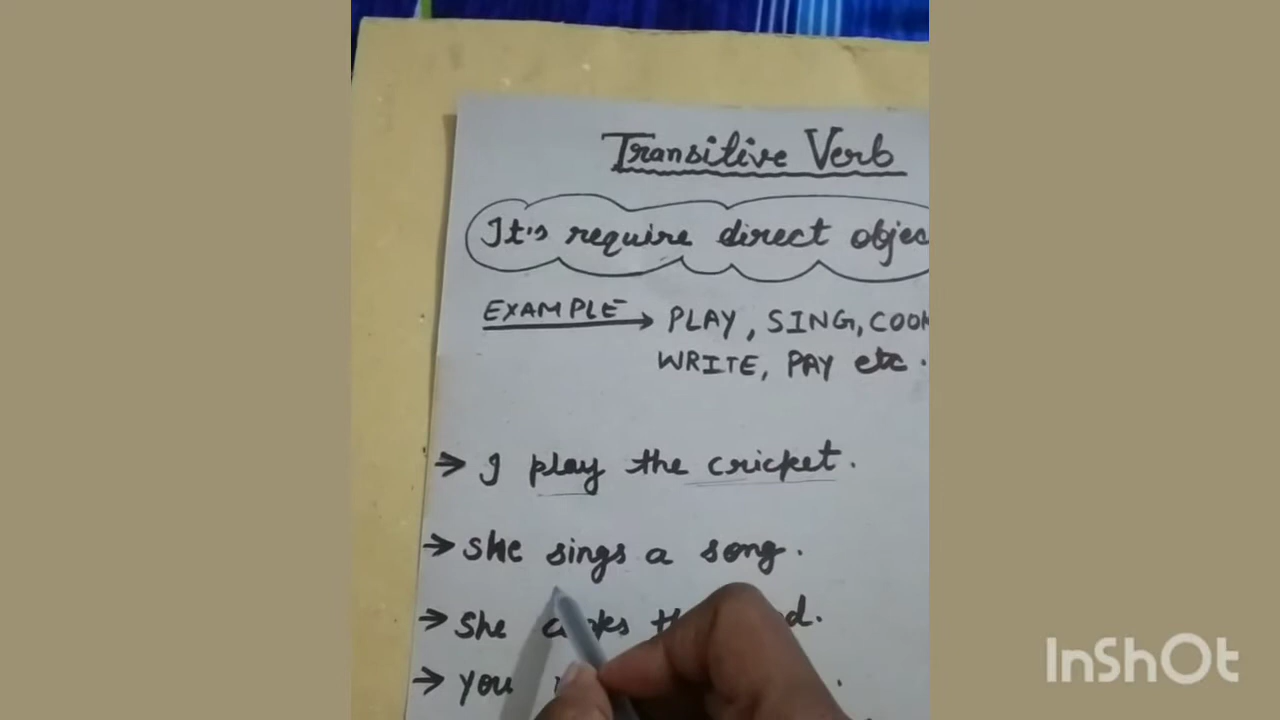 Transitive Verb
It's require direct objec
EXAMPLE → PLAY, SING, COOK
WRITE, PAY etc.
→ I play the cricket.
→ She sings a song.
→ She cooks
→ you
InShOt